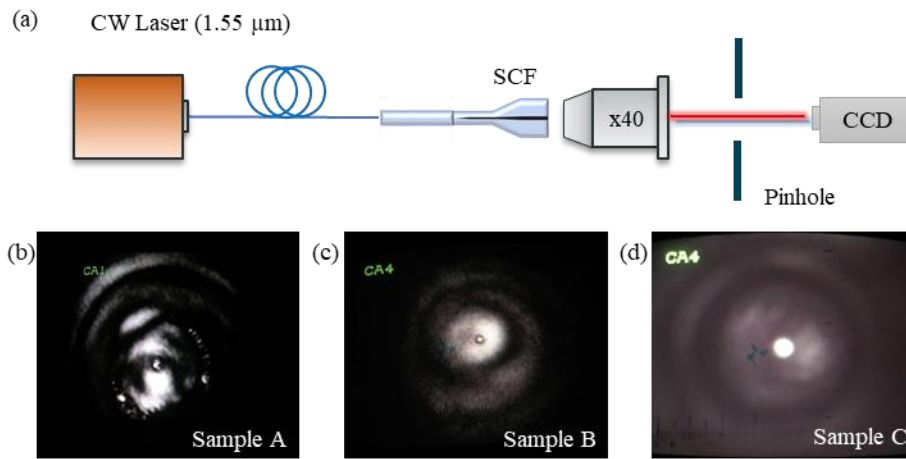 (a)
CW Laser (1.55 µm)
SCF
x40
CCD
Pinhole
(b)
CA1
Sample A
(c)
CA4
Sample B
(d)
CA4
Sample C